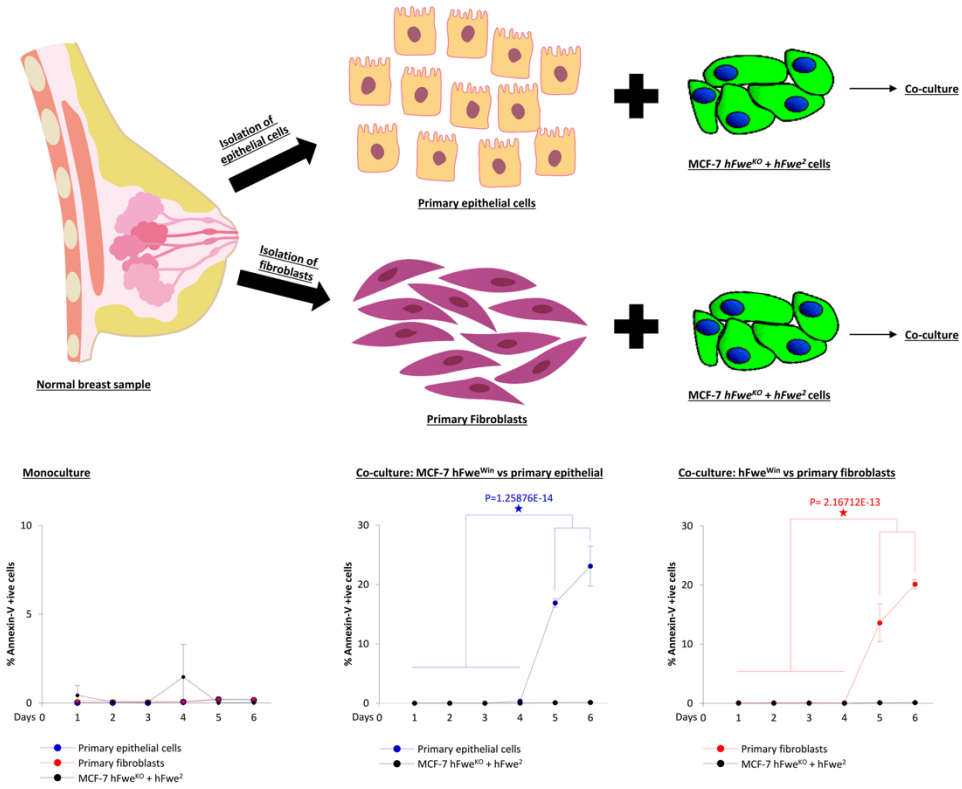 Isolation of
epithelial cells
Isolation of
fibroblasts
Normal breast sample
Primary epithelial cells
MCF-7 hFweᴷᴼ + hFwe² cells
Co-culture
Primary Fibroblasts
MCF-7 hFweᴷᴼ + hFwe² cells
Co-culture
Monoculture
% Annexin-V +ive cells
10
5
0
Days 0 1 2 3 4 5 6
Primary epithelial cells
Primary fibroblasts
MCF-7 hFweᴷᴼ + hFwe²
Co-culture: MCF-7 hFweᵂⁱⁿ vs primary epithelial
P=1.25876E-14
% Annexin-V +ive cells
30
20
10
0
Days 0 1 2 3 4 5 6
Primary epithelial cells
MCF-7 hFweᴷᴼ + hFwe²
Co-culture: hFweᵂⁱⁿ vs primary fibroblasts
P= 2.16712E-13
% Annexin-V +ive cells
30
20
10
0
Days 0 1 2 3 4 5 6
Primary fibroblasts
MCF-7 hFweᴷᴼ + hFwe²